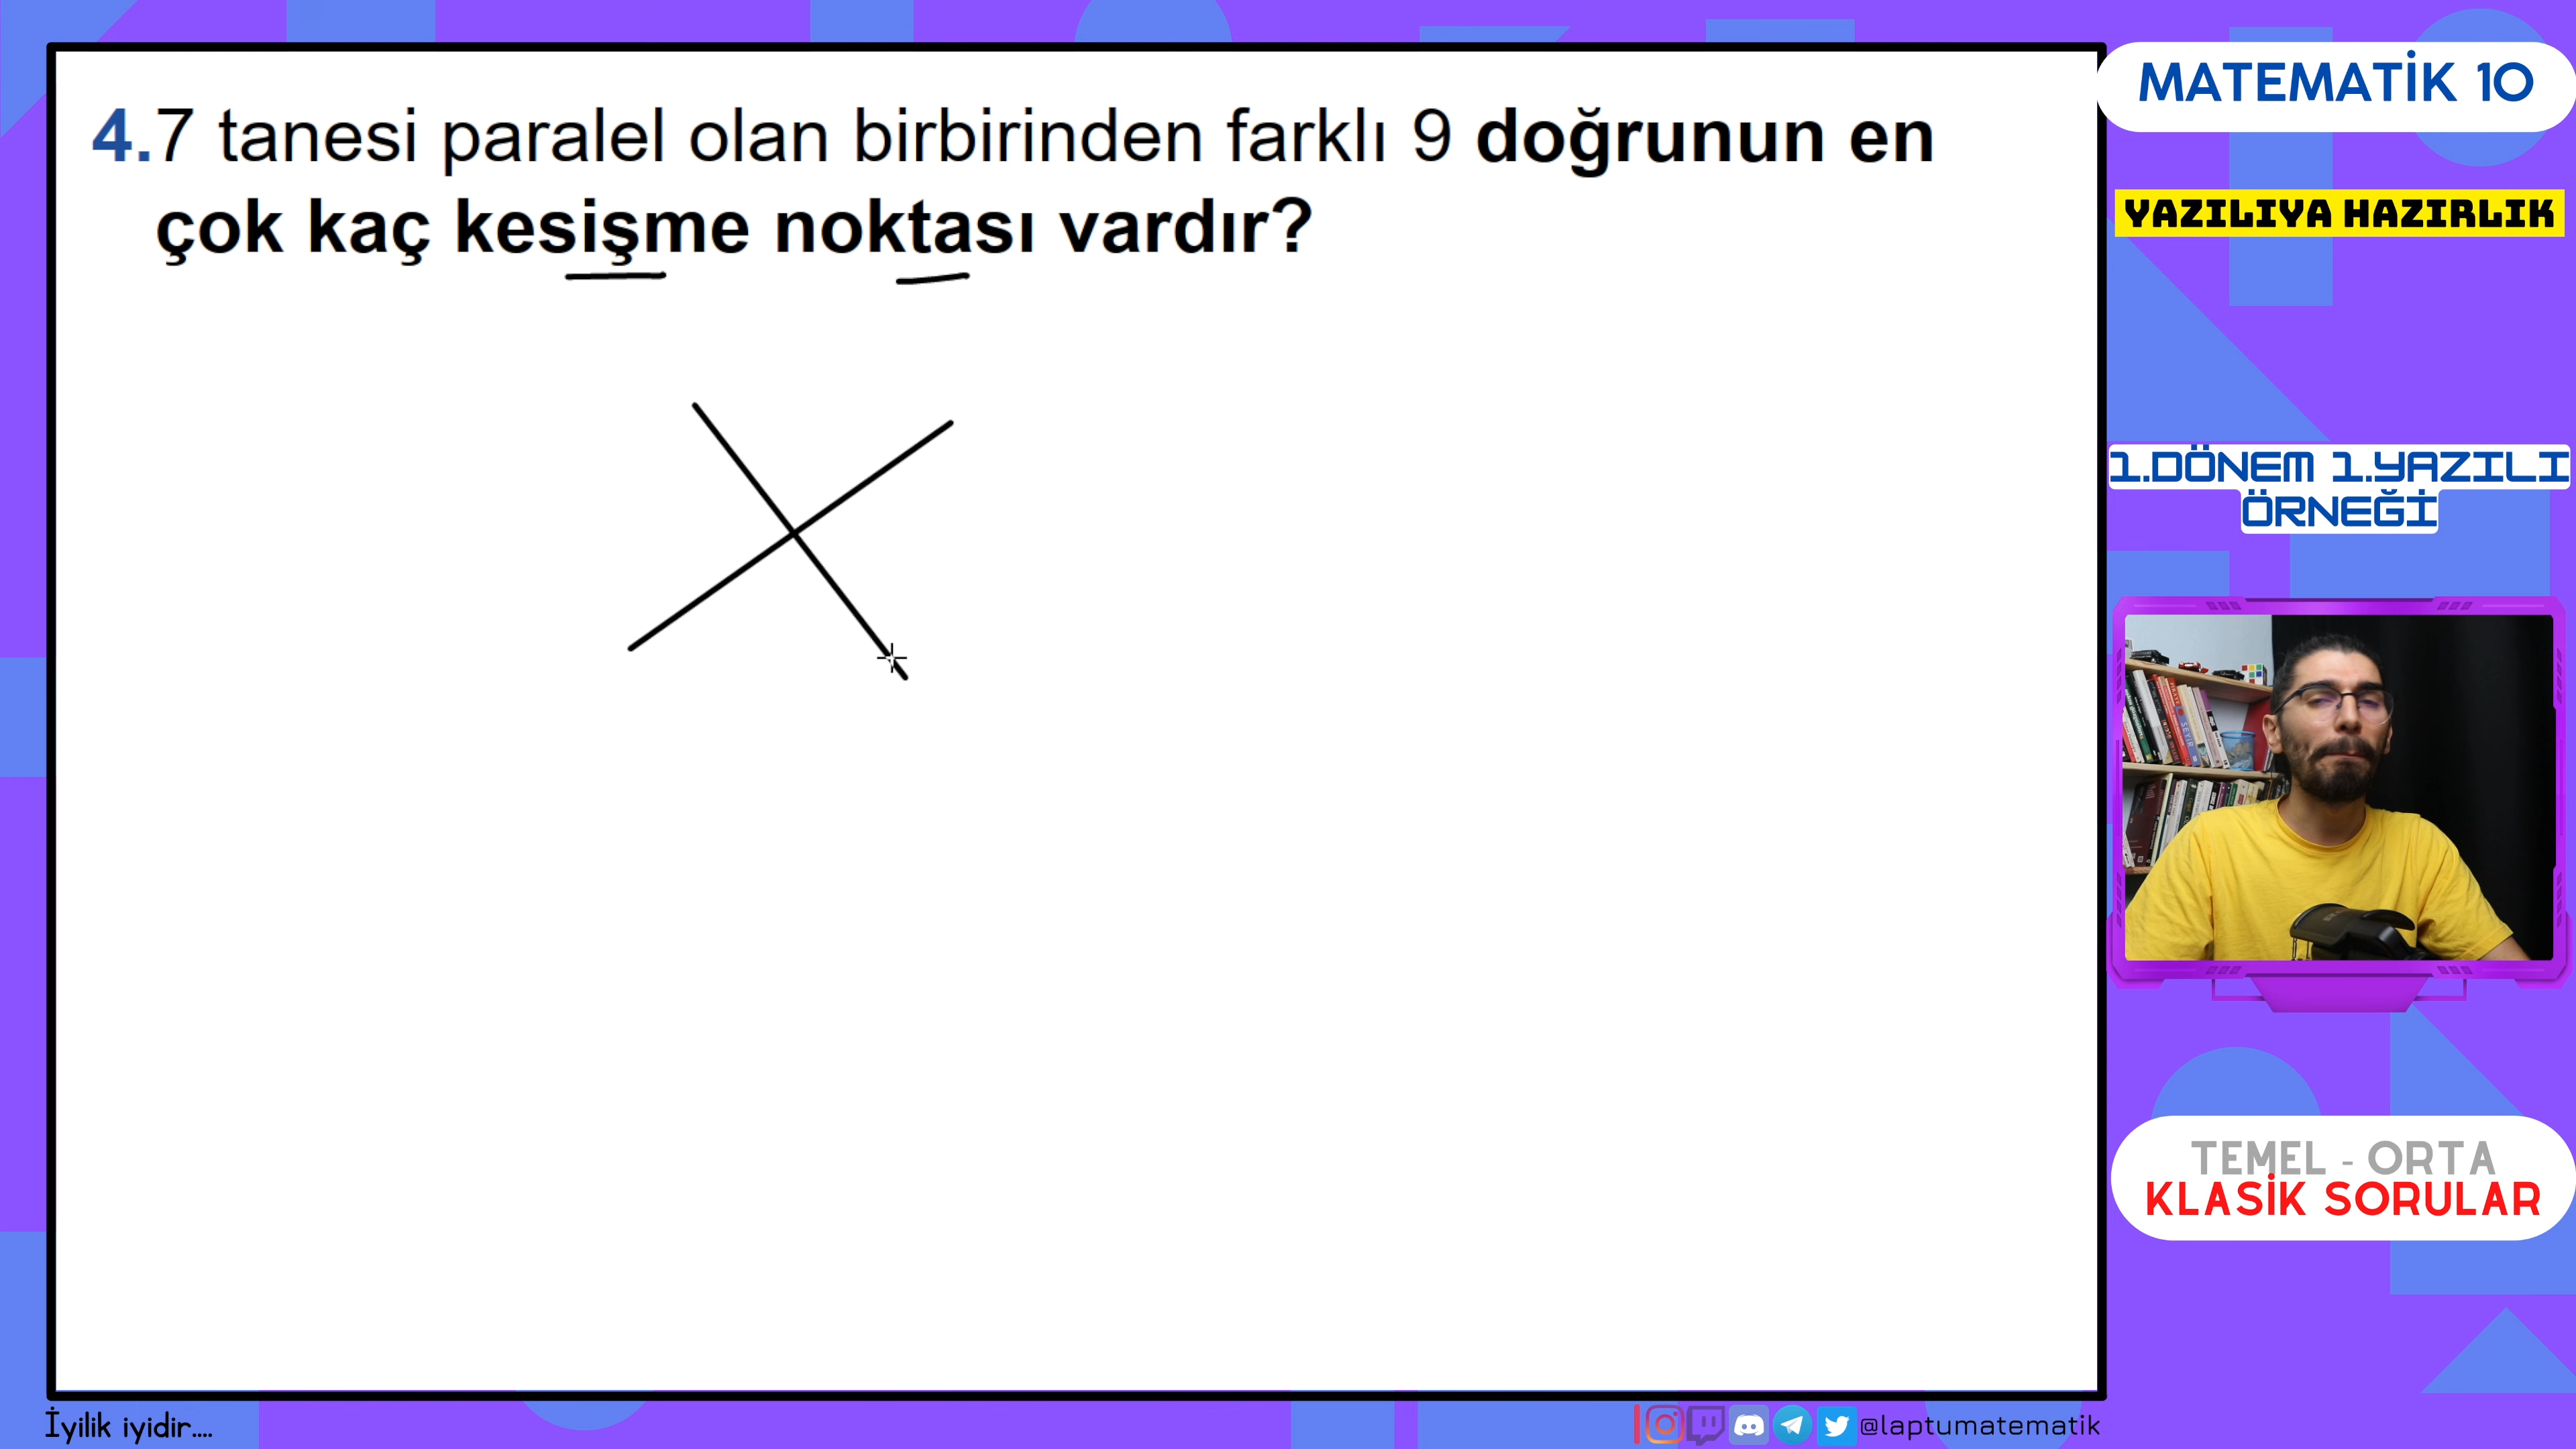 4.7 tanesi paralel olan birbirinden farklı 9 doğrunun en
çok kaç kesişme noktası vardır?
MATEMATİK 10
YAZILIYA HAZIRLIK
1.DÖNEM 1.YAZILI
ÖRNEĞİ
TEMEL - ORTA
KLASİK SORULAR
İyilik iyidir....
@laptumatematik